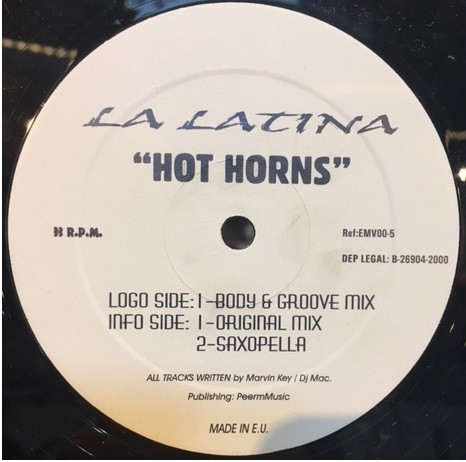 LA LATINA
"HOT HORNS"
33 R.P.M.
Ref:EMV00-5
DEP LEGAL: B-26904-2000
LOGO SIDE: 1-BODY & GROOVE MIX
INFO SIDE: 1-ORIGINAL MIX
2-SAXOPELLA
ALL TRACKS WRITTEN by Marvin Key / Dj Mac.
Publishing: PeermMusic
MADE IN E.U.